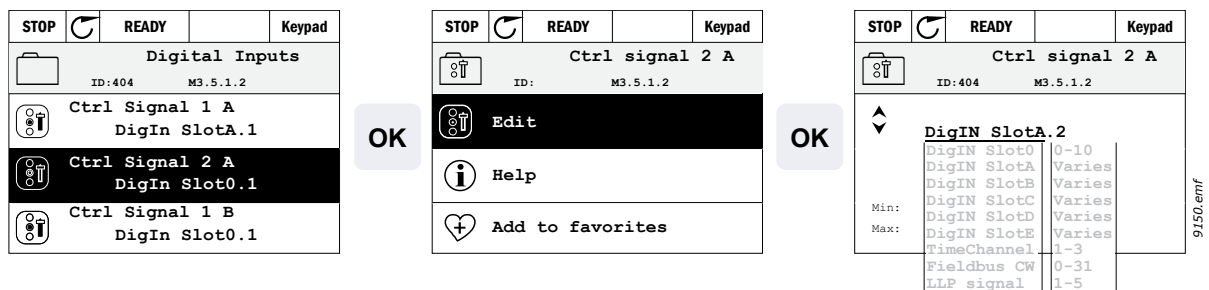 STOP READY Keypad
Digital Inputs
ID:404 M3.5.1.2
Ctrl Signal 1 A
DigIn SlotA.1
Ctrl Signal 2 A
DigIn Slot0.1
Ctrl Signal 1 B
DigIn Slot0.1
OK
STOP READY Keypad
Ctrl signal 2 A
ID: M3.5.1.2
Edit
Help
Add to favorites
OK
STOP READY Keypad
Ctrl signal 2 A
ID:404 M3.5.1.2
DigIN SlotA.2
DigIN Slot0 0-10
DigIN SlotA Varies
DigIN SlotB Varies
DigIN SlotC Varies
DigIN SlotD Varies
DigIN SlotE Varies
TimeChannel 1-3
Fieldbus CW 0-31
LLP signal 1-5
Min:
Max:
9150.emf